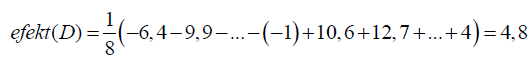 efekt(D) = 1/8(−6,4−9,9−...−(−1)+10,6+12,7+...+4) = 4,8